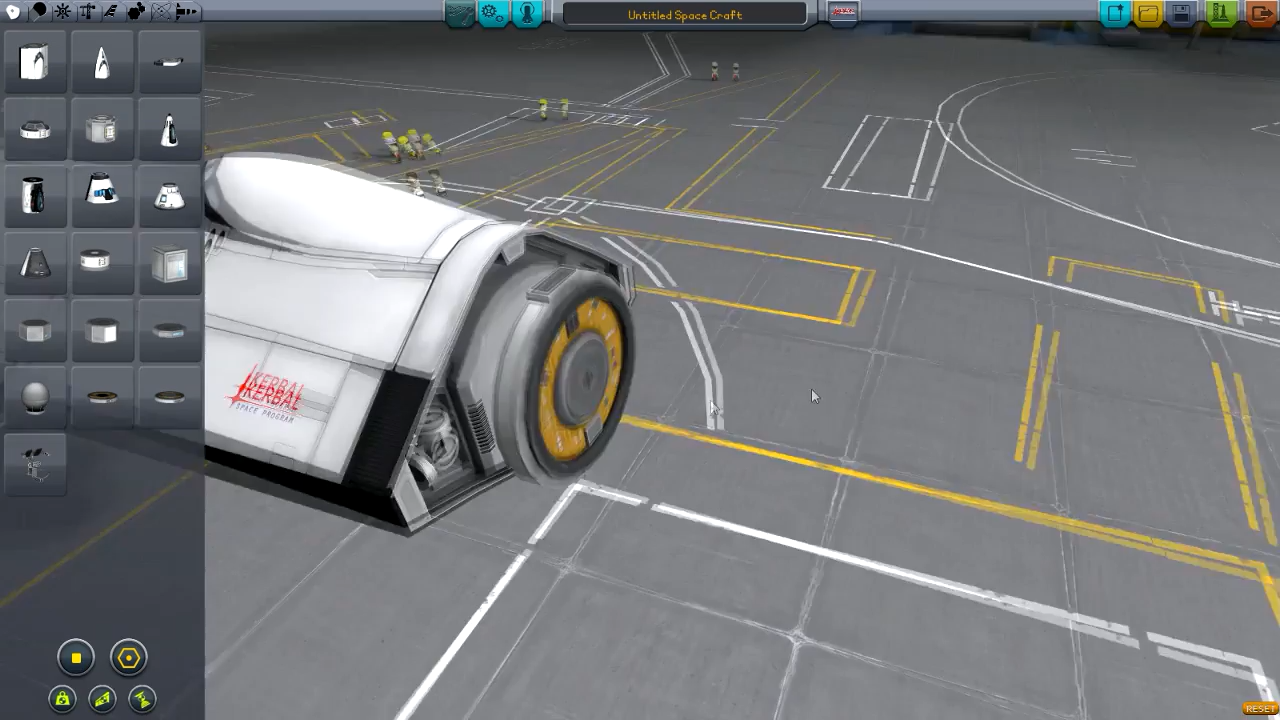 Untitled Space Craft
KERBAL
KERBAL
SPACE PROGRAM
RESET